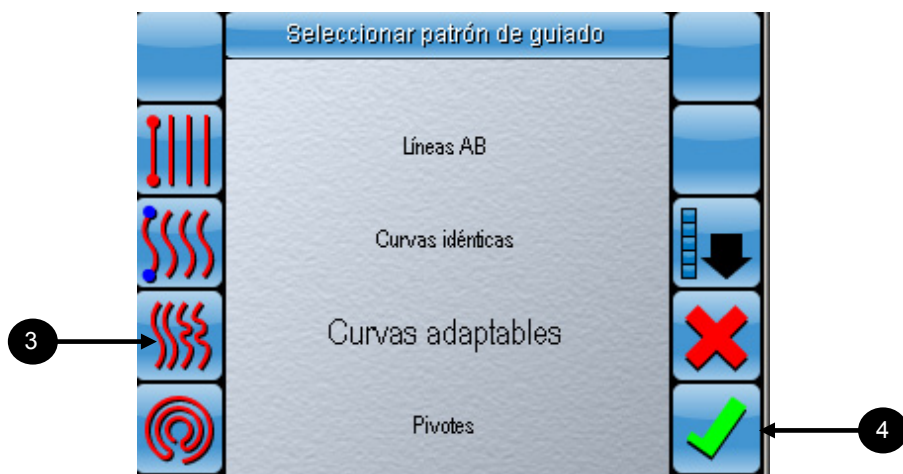 Seleccionar patrón de guiado
Líneas AB
Curvas idénticas
3
Curvas adaptables
Pivotes
4